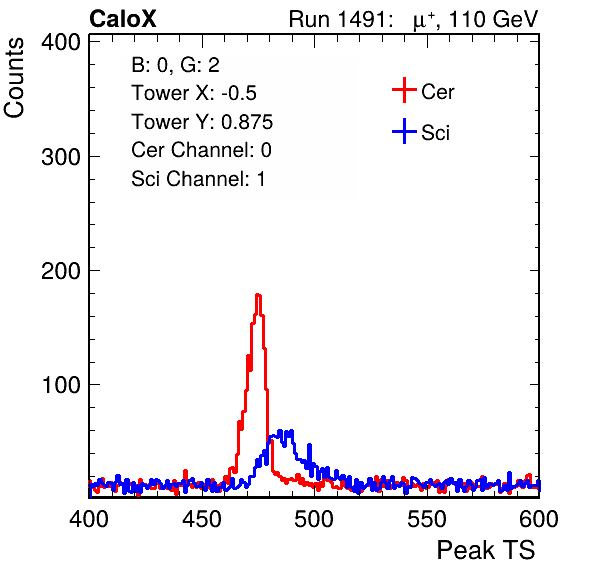 CaloX Run 1491: μ⁺, 110 GeV
Counts
400
300
200
100
B: 0, G: 2
Tower X: -0.5
Tower Y: 0.875
Cer Channel: 0
Sci Channel: 1
Cer
Sci
400 450 500 550 600
Peak TS